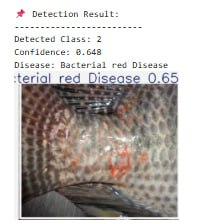 📌 Detection Result:
-------------------------
Detected Class: 2
Confidence: 0.648
Disease: Bacterial red Disease
terial red Disease 0.65